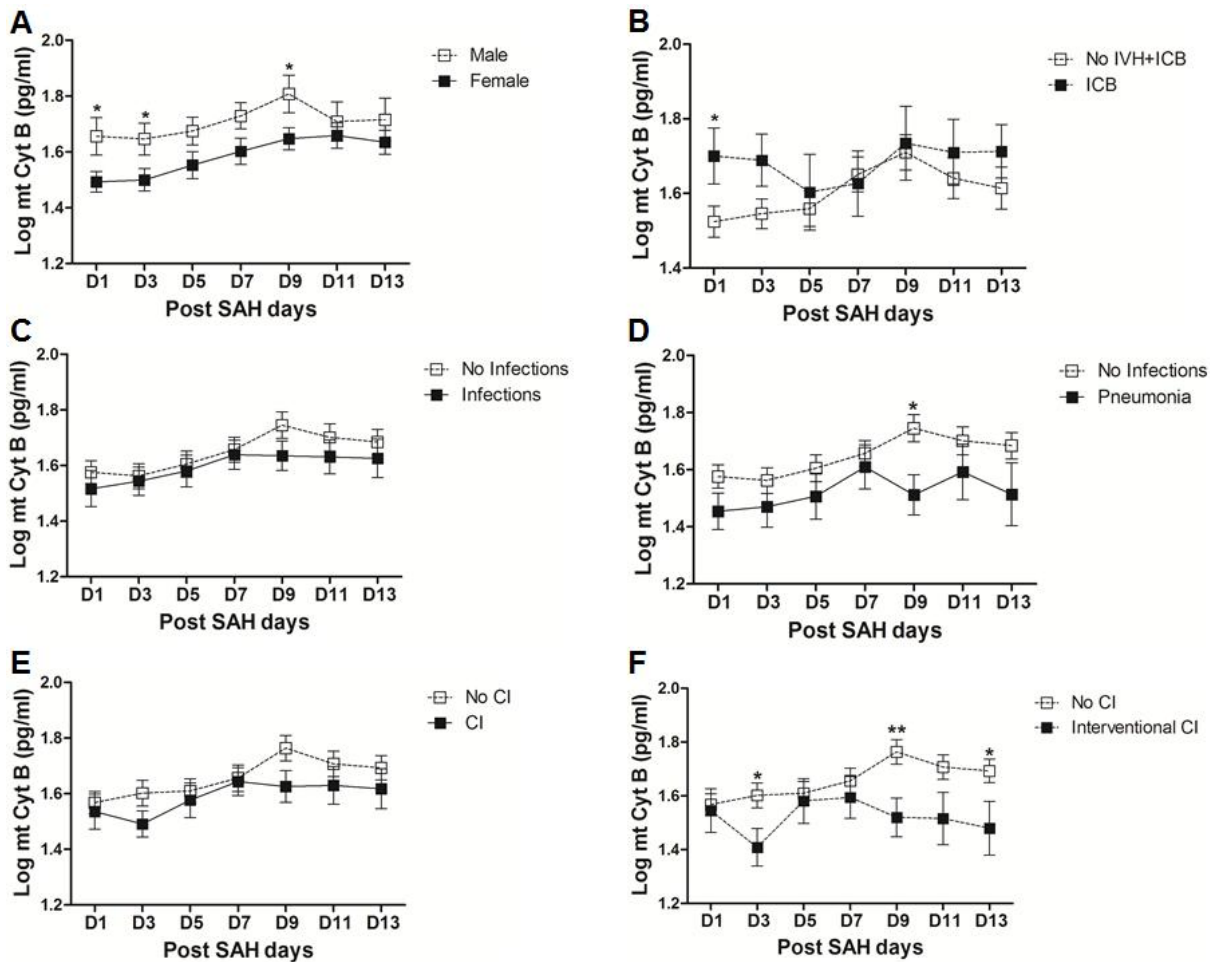 A
Log mt Cyt B (pg/ml)
2.0
1.8
1.6
1.4
1.2
* * *
D1 D3 D5 D7 D9 D11 D13
Post SAH days
Male
Female
B
Log mt Cyt B (pg/ml)
2.0
1.8
1.6
1.4
*
D1 D3 D5 D7 D9 D11 D13
Post SAH days
No IVH+ICB
ICB
C
Log mt Cyt B (pg/ml)
2.0
1.8
1.6
1.4
1.2
D1 D3 D5 D7 D9 D11 D13
Post SAH days
No Infections
Infections
D
Log mt Cyt B (pg/ml)
2.0
1.8
1.6
1.4
1.2
*
D1 D3 D5 D7 D9 D11 D13
Post SAH days
No Infections
Pneumonia
E
Log mt Cyt B (pg/ml)
2.0
1.8
1.6
1.4
1.2
D1 D3 D5 D7 D9 D11 D13
Post SAH days
No CI
CI
F
Log mt Cyt B (pg/ml)
2.0
1.8
1.6
1.4
1.2
* ** *
D1 D3 D5 D7 D9 D11 D13
Post SAH days
No CI
Interventional CI